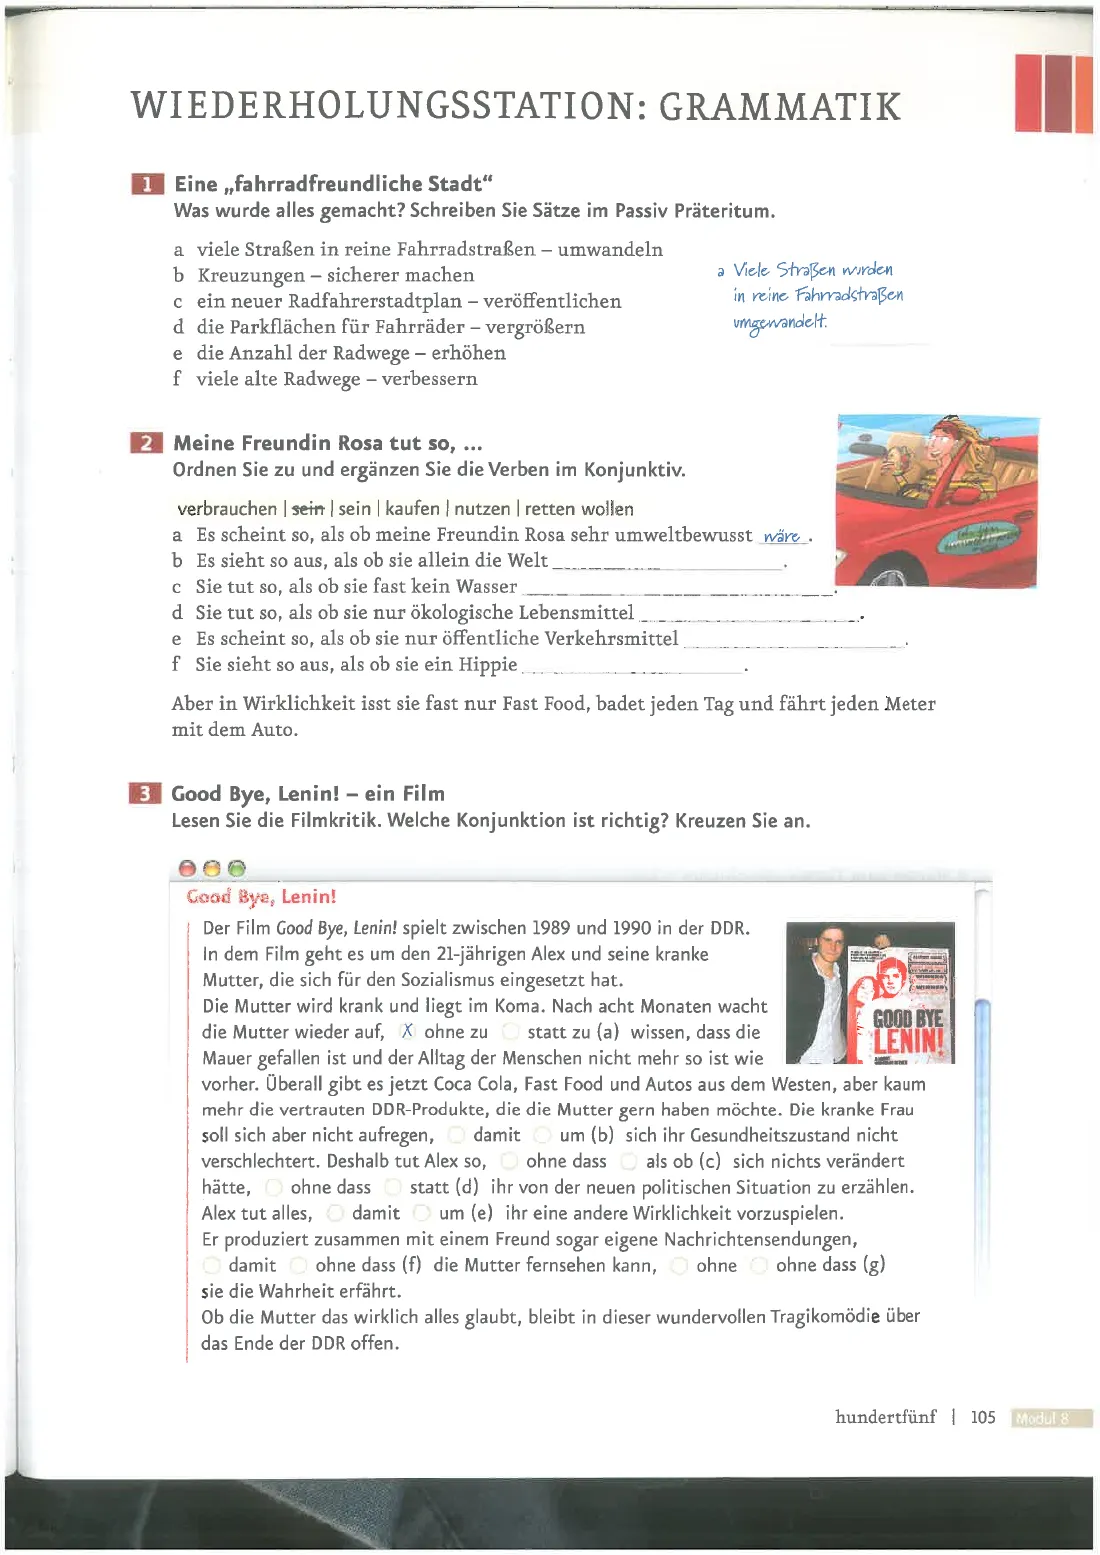 WIEDERHOLUNGSSTATION: GRAMMATIK
1 Eine „fahrradfreundliche Stadt“
Was wurde alles gemacht? Schreiben Sie Sätze im Passiv Präteritum.
a viele Straßen in reine Fahrradstraßen – umwandeln
b Kreuzungen – sicherer machen
c ein neuer Radfahrerstadtplan – veröffentlichen
d die Parkflächen für Fahrräder – vergrößern
e die Anzahl der Radwege – erhöhen
f viele alte Radwege – verbessern
a Viele Straßen wurden
in reine Fahrradstraßen
umgewandelt.
2 Meine Freundin Rosa tut so, ...
Ordnen Sie zu und ergänzen Sie die Verben im Konjunktiv.
verbrauchen | sein | sein | kaufen | nutzen | retten wollen
a Es scheint so, als ob meine Freundin Rosa sehr umweltbewusst wäre.
b Es sieht so aus, als ob sie allein die Welt ____________________.
c Sie tut so, als ob sie fast kein Wasser ____________________.
d Sie tut so, als ob sie nur ökologische Lebensmittel ____________________.
e Es scheint so, als ob sie nur öffentliche Verkehrsmittel ____________________.
f Sie sieht so aus, als ob sie ein Hippie ____________________.
Aber in Wirklichkeit isst sie fast nur Fast Food, badet jeden Tag und fährt jeden Meter
mit dem Auto.
3 Good Bye, Lenin! – ein Film
Lesen Sie die Filmkritik. Welche Konjunktion ist richtig? Kreuzen Sie an.
Good Bye, Lenin!
Der Film Good Bye, Lenin! spielt zwischen 1989 und 1990 in der DDR.
In dem Film geht es um den 21-jährigen Alex und seine kranke
Mutter, die sich für den Sozialismus eingesetzt hat.
Die Mutter wird krank und liegt im Koma. Nach acht Monaten wacht
die Mutter wieder auf, X ohne zu ○ statt zu (a) wissen, dass die
Mauer gefallen ist und der Alltag der Menschen nicht mehr so ist wie
vorher. Überall gibt es jetzt Coca Cola, Fast Food und Autos aus dem Westen, aber kaum
mehr die vertrauten DDR-Produkte, die die Mutter gern haben möchte. Die kranke Frau
soll sich aber nicht aufregen, ○ damit ○ um (b) sich ihr Gesundheitszustand nicht
verschlechtert. Deshalb tut Alex so, ○ ohne dass ○ als ob (c) sich nichts verändert
hätte, ○ ohne dass ○ statt (d) ihr von der neuen politischen Situation zu erzählen.
Alex tut alles, ○ damit ○ um (e) ihr eine andere Wirklichkeit vorzuspielen.
Er produziert zusammen mit einem Freund sogar eigene Nachrichtensendungen,
○ damit ○ ohne dass (f) die Mutter fernsehen kann, ○ ohne ○ ohne dass (g)
sie die Wahrheit erfährt.
Ob die Mutter das wirklich alles glaubt, bleibt in dieser wundervollen Tragikomödie über
das Ende der DDR offen.
GOOD BYE
LENIN!
hundertfünf | 105 Modul 8